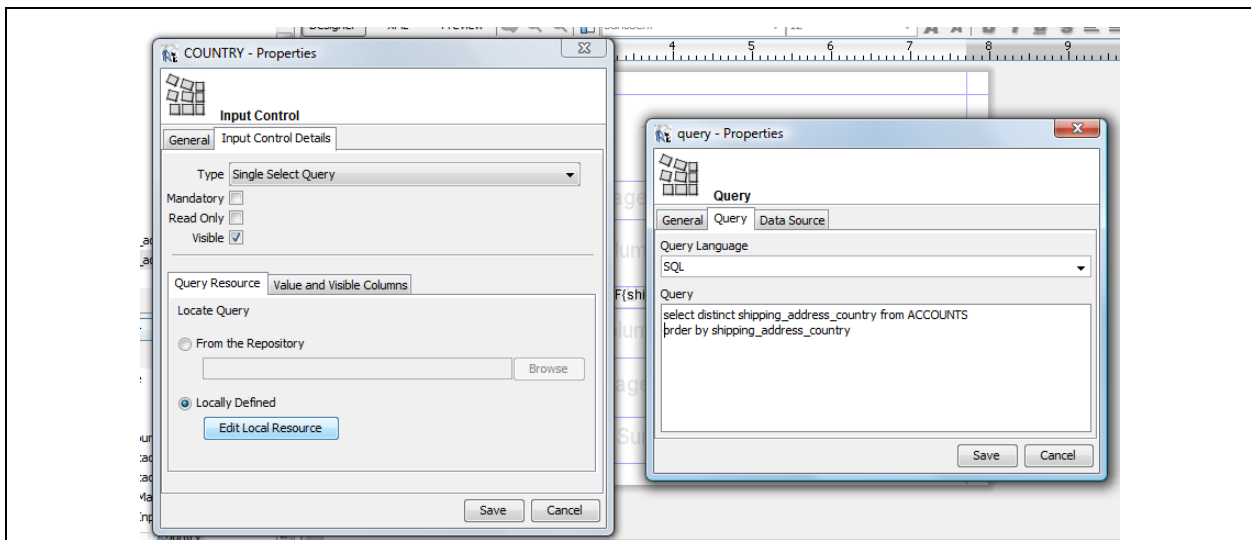 Designer
Preview
12
COUNTRY - Properties
4 5 6 7 8 9
Input Control
General Input Control Details
Type Single Select Query
Mandatory
Read Only
Visible
Query Resource Value and Visible Columns
Locate Query
From the Repository
Browse
Locally Defined
Edit Local Resource
Save Cancel
query - Properties
Query
General Query Data Source
Query Language
SQL
Query
select distinct shipping_address_country from ACCOUNTS
order by shipping_address_country
Save Cancel
F{shi